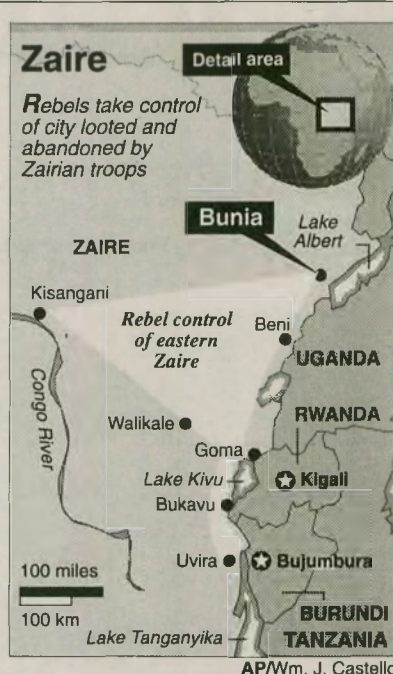 Zaire
Rebels take control
of city looted and
abandoned by
Zairian troops
Detail area
Bunia
Lake
Albert
ZAIRE
Kisangani
Rebel control
of eastern
Zaire
Beni
UGANDA
Congo River
Walikale
RWANDA
Goma
Lake Kivu
Kigali
Bukavu
Uvira
Bujumbura
100 miles
100 km
BURUNDI
Lake Tanganyika
TANZANIA
AP/Wm. J. Castello